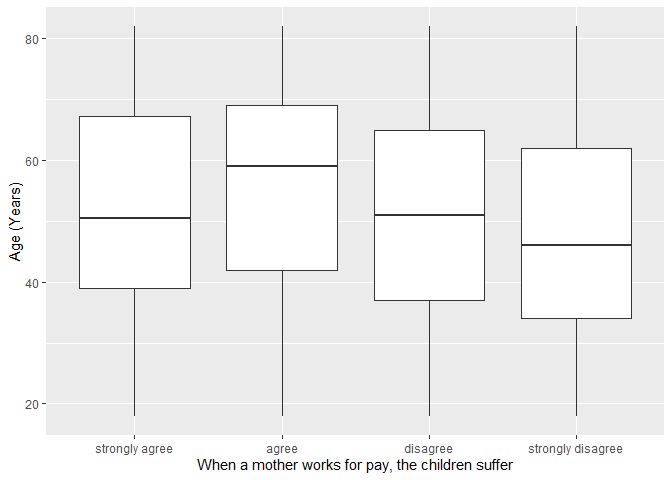 80
60
40
20
Age (Years)
strongly agree agree disagree strongly disagree
When a mother works for pay, the children suffer